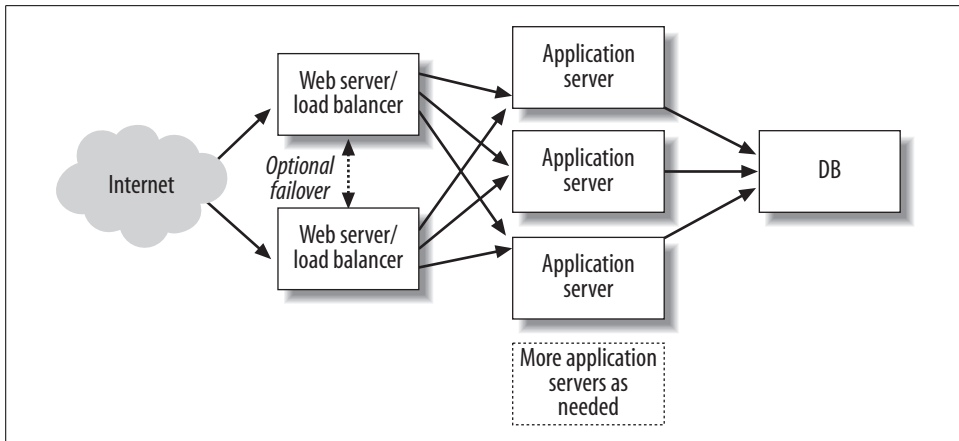 Internet
Web server/
load balancer
Optional
failover
Web server/
load balancer
Application
server
Application
server
Application
server
More application
servers as
needed
DB